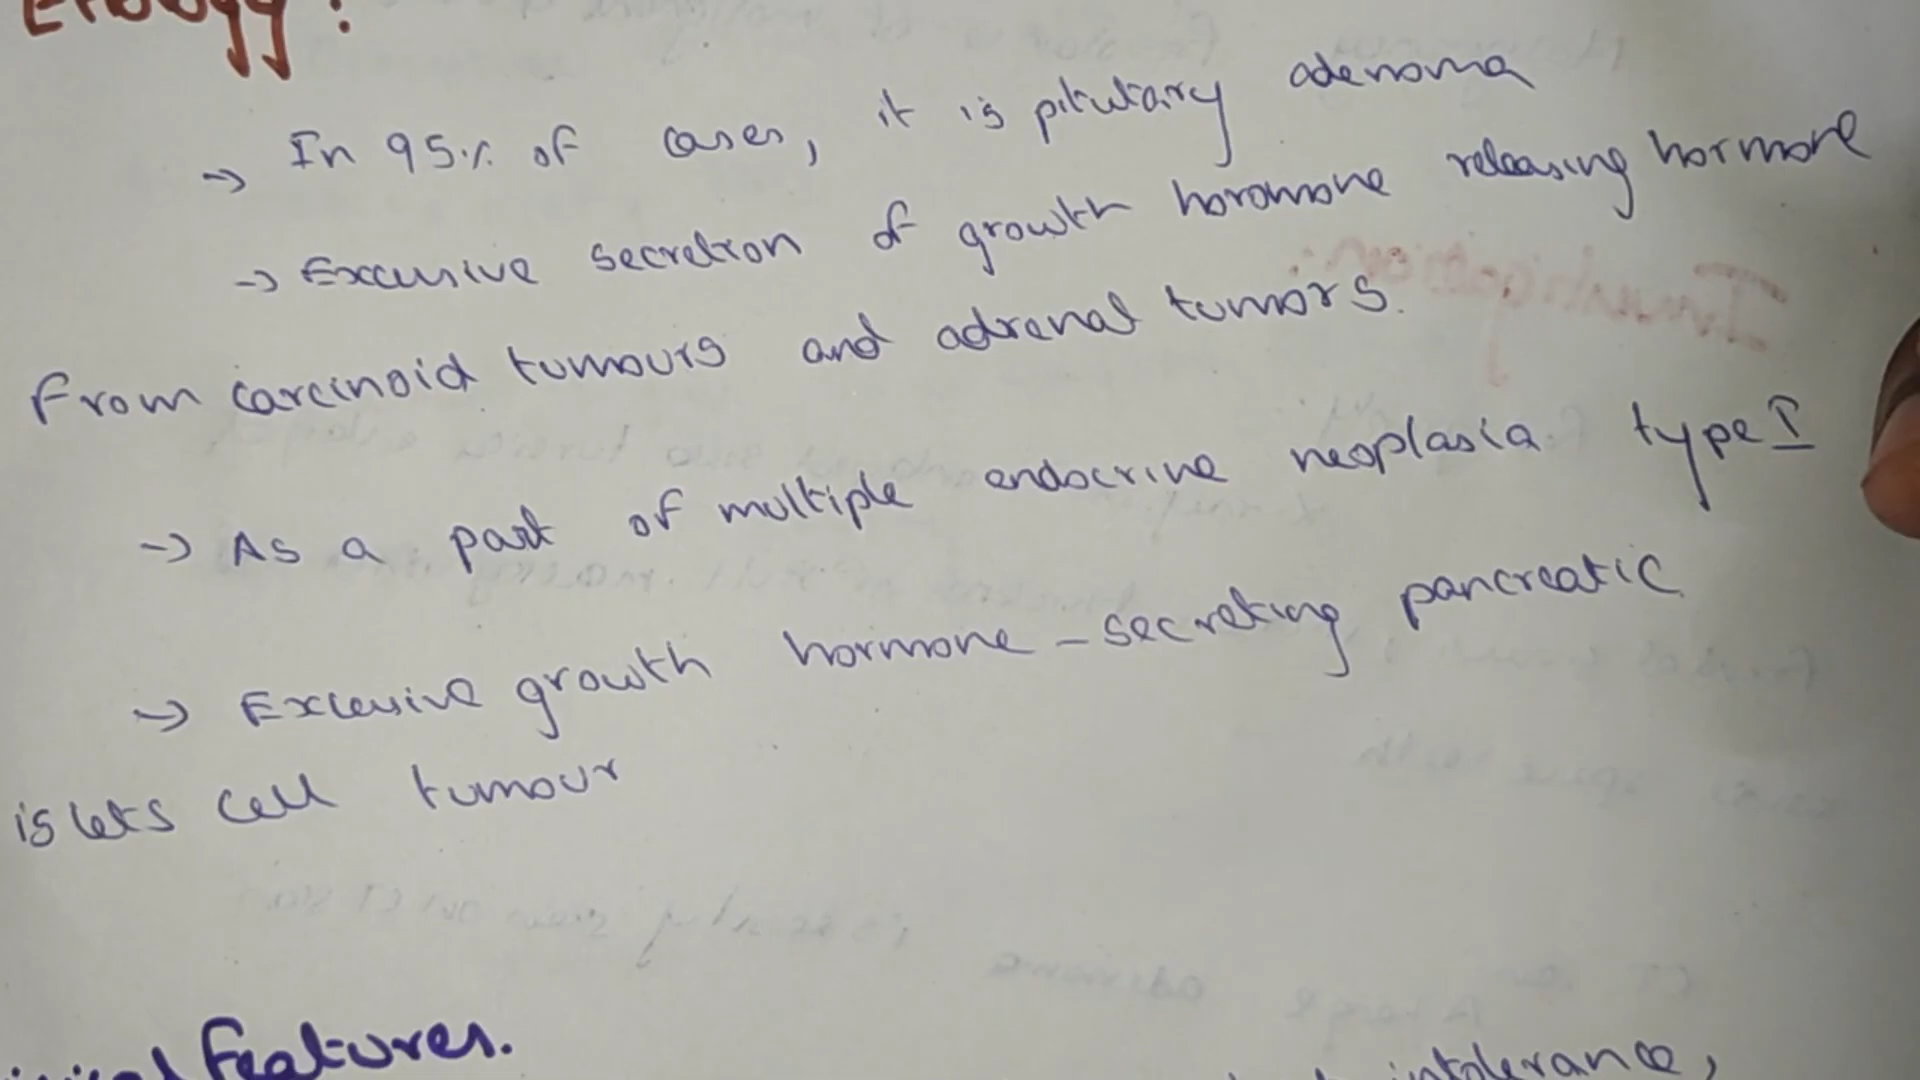 Etiology :
→ In 95% of cases, it is pitutary adenoma
→ Excessive secretion of growth horomone releasing hormone
From carcinoid tumours and adrenal tumors.
→ As a part of multiple endocrine neoplasia type I
→ Excessive growth hormone - secreting pancreatic
islets cell tumour
Features.
intolerance,